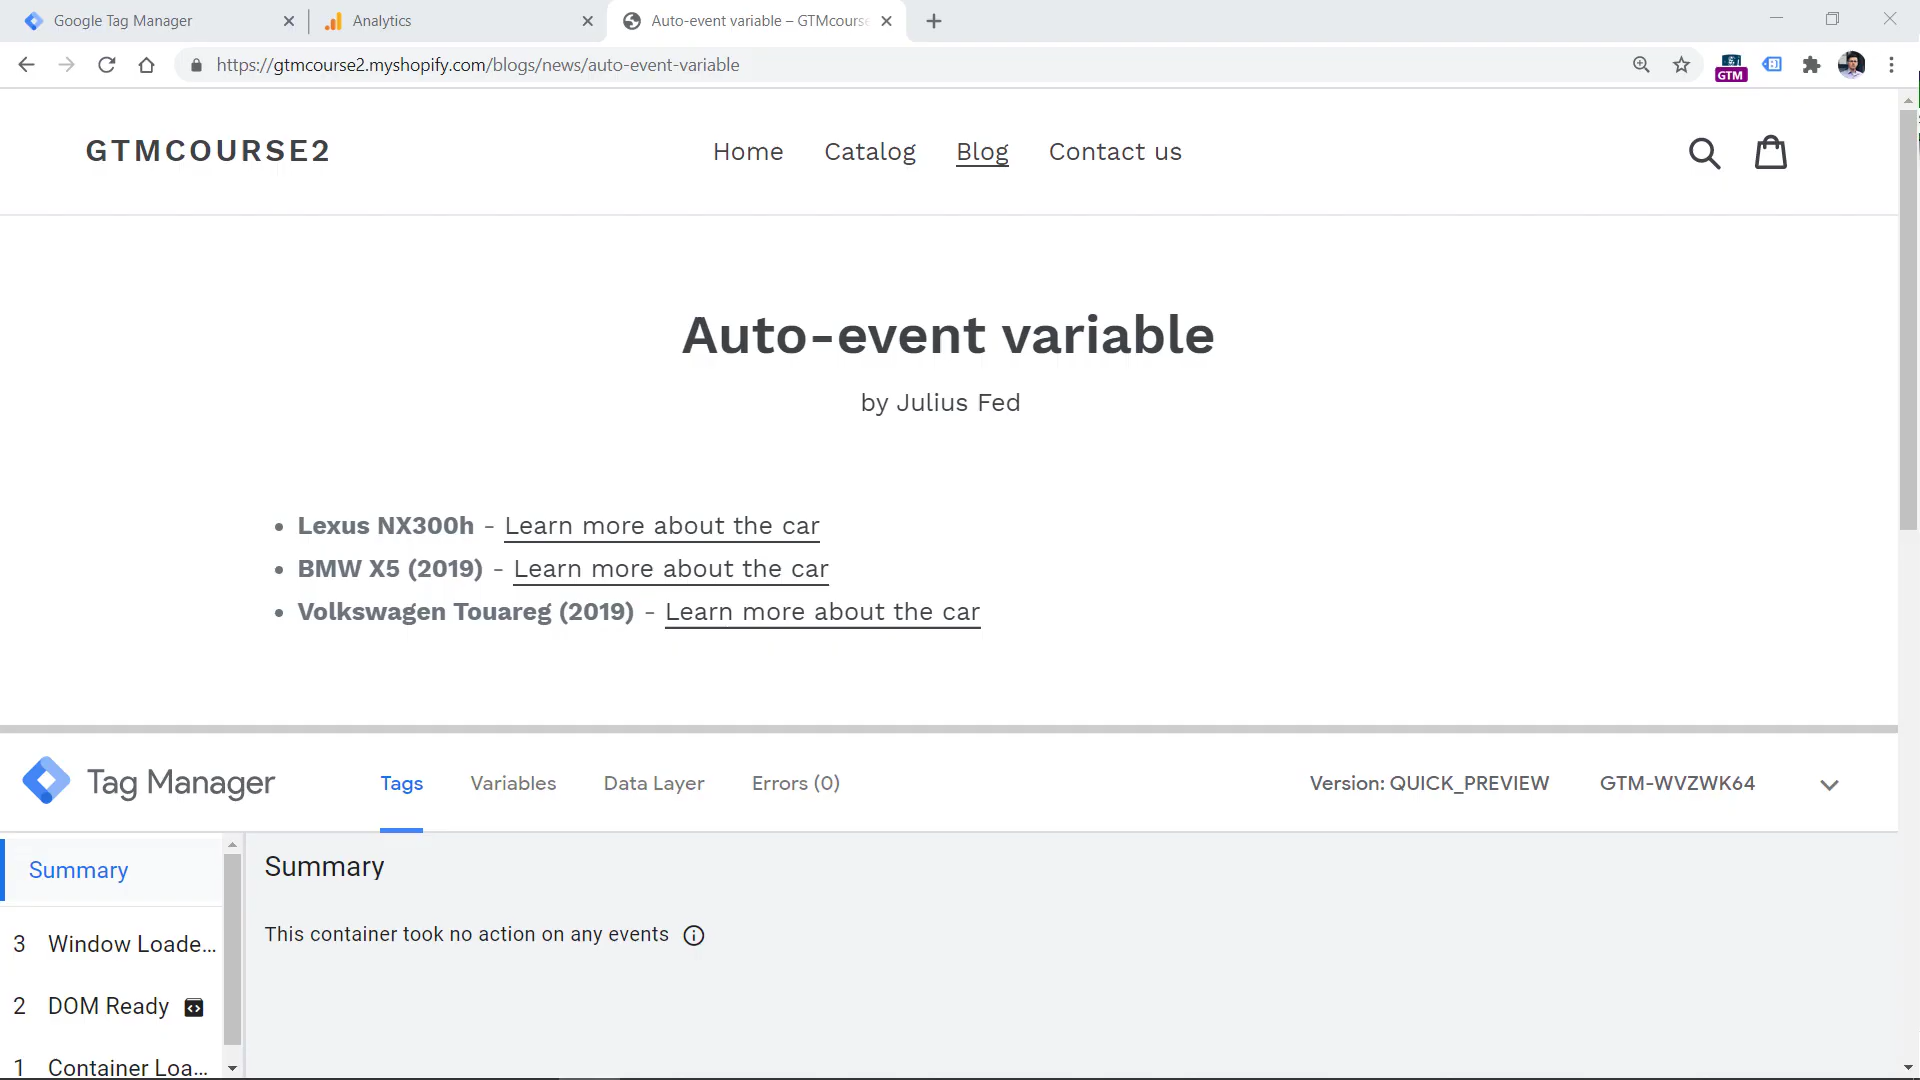 Google Tag Manager
Analytics
Auto-event variable – GTMcourse
https://gtmcourse2.myshopify.com/blogs/news/auto-event-variable
GTM
GTMCOURSE2
Home
Catalog
Blog
Contact us
Auto-event variable
by Julius Fed
• Lexus NX300h - Learn more about the car
• BMW X5 (2019) - Learn more about the car
• Volkswagen Touareg (2019) - Learn more about the car
Tag Manager
Tags
Variables
Data Layer
Errors (0)
Version: QUICK_PREVIEW
GTM-WVZWK64
Summary
3 Window Loade...
2 DOM Ready
1 Container Loa...
Summary
This container took no action on any events